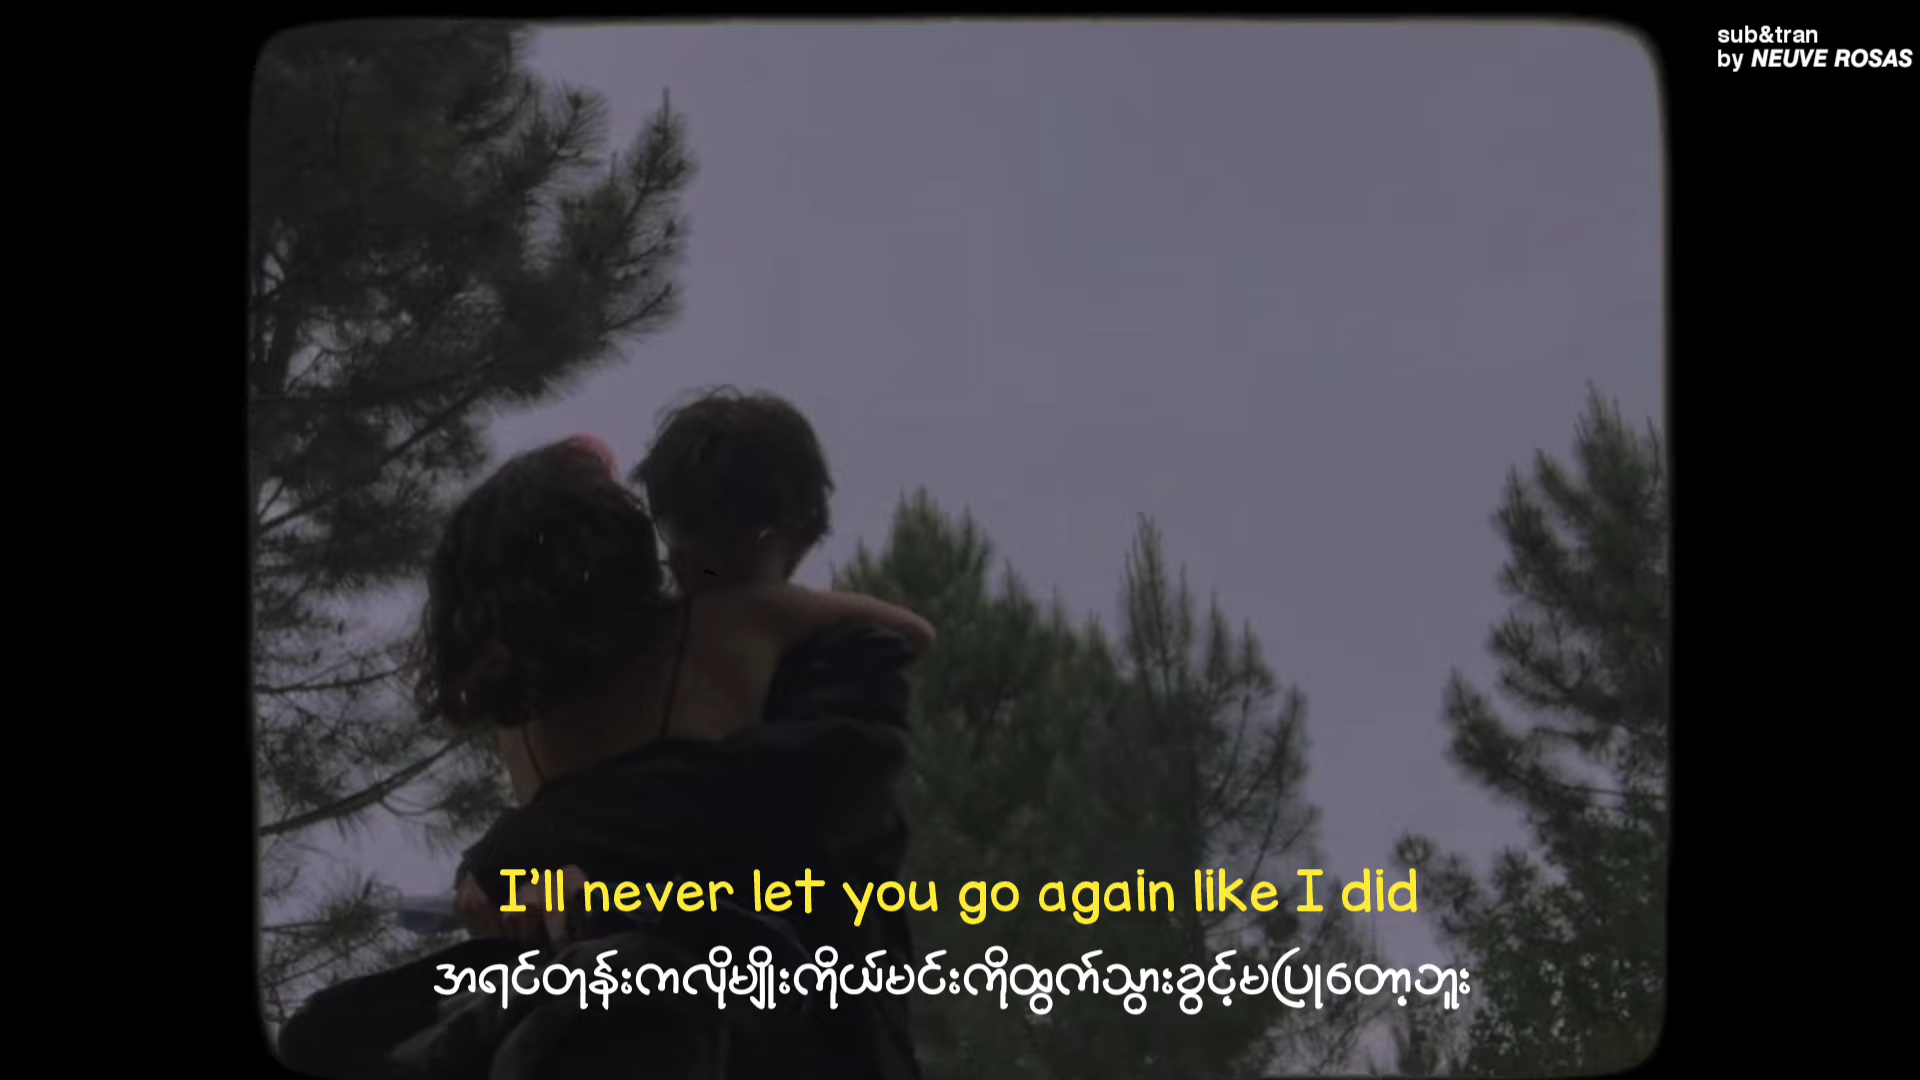 sub&tran
by NEUVE ROSAS
I'll never let you go again like I did
အရင်တုန်းကလိုမျိုးကိုယ်မင်းကိုထွက်သွားခွင့်မပြုတော့ဘူး